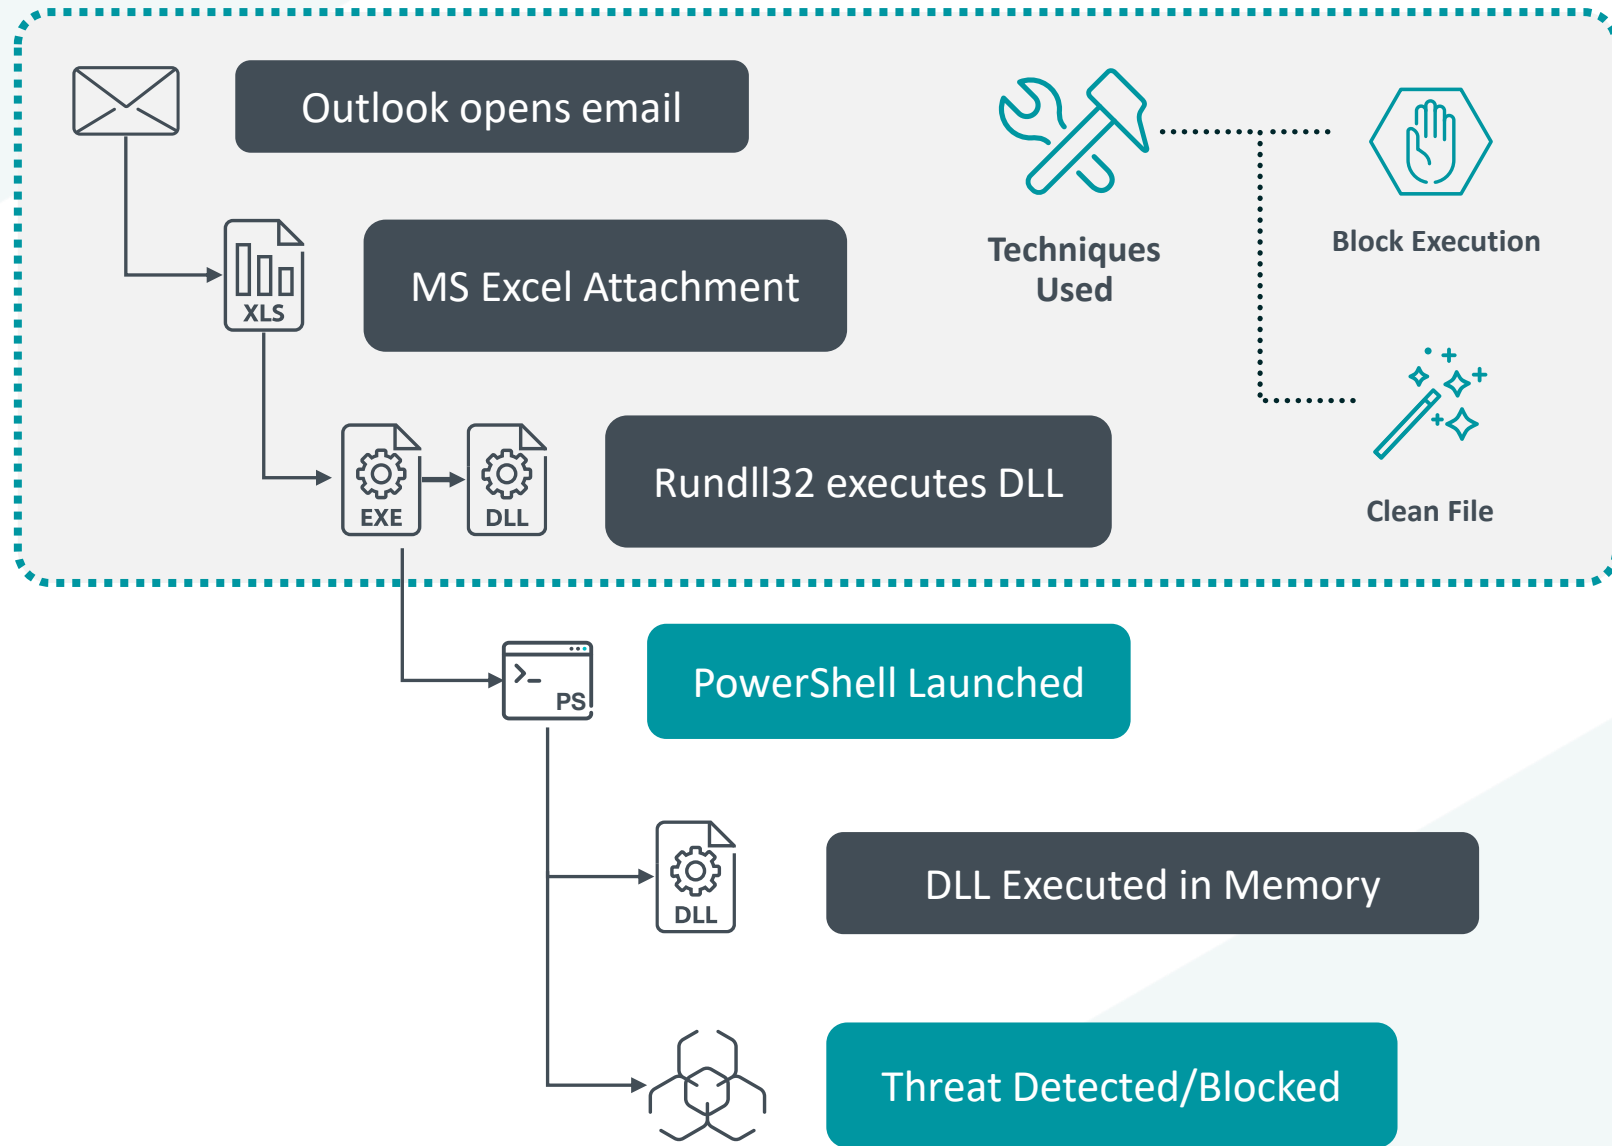 Outlook opens email
Techniques
Used
Block Execution
XLS
MS Excel Attachment
Clean File
EXE
DLL
Rundll32 executes DLL
>_
PS
PowerShell Launched
DLL
DLL Executed in Memory
Threat Detected/Blocked